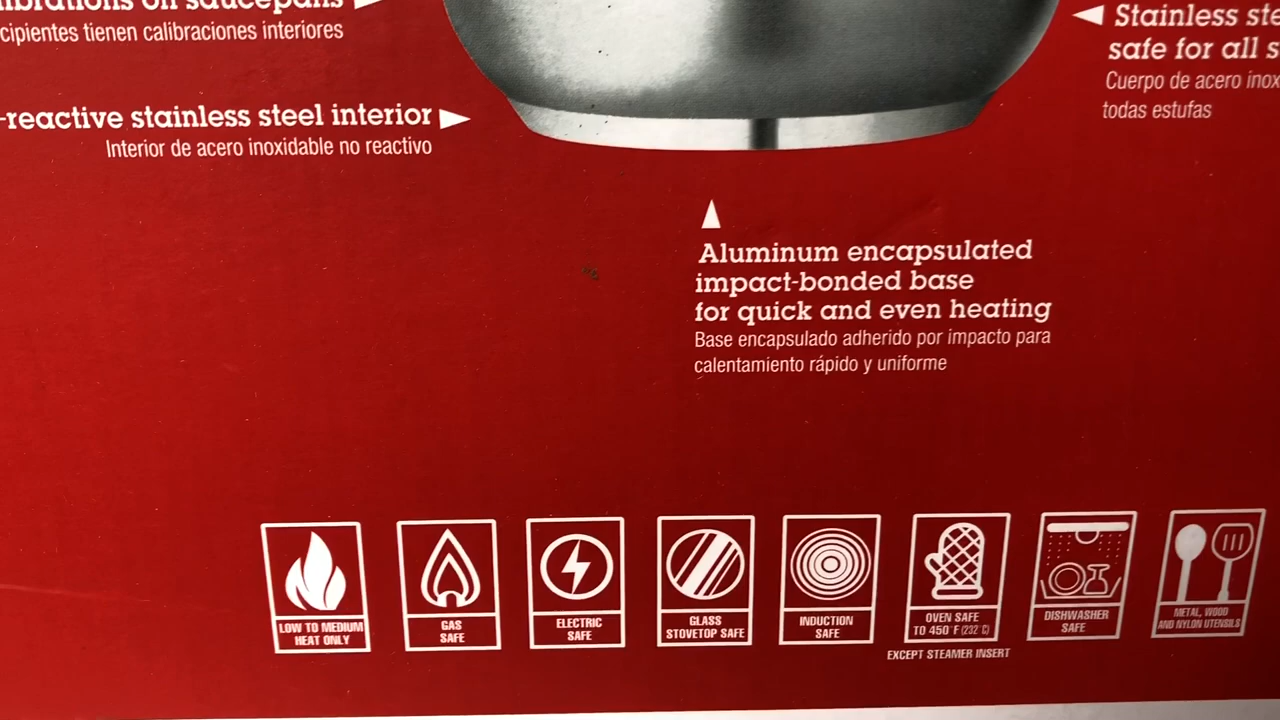 on saucepans
cipientes tienen calibraciones interiores
-reactive stainless steel interior
Interior de acero inoxidable no reactivo
Stainless ste
safe for all s
Cuerpo de acero inox
todas estufas
Aluminum encapsulated
impact-bonded base
for quick and even heating
Base encapsulado adherido por impacto para
calentamiento rápido y uniforme
LOW TO MEDIUM
HEAT ONLY
GAS
SAFE
ELECTRIC
SAFE
GLASS
STOVETOP SAFE
INDUCTION
SAFE
OVEN SAFE
TO 450°F (232°C)
EXCEPT STEAMER INSERT
DISHWASHER
SAFE
METAL, WOOD
AND NYLON UTENSILS